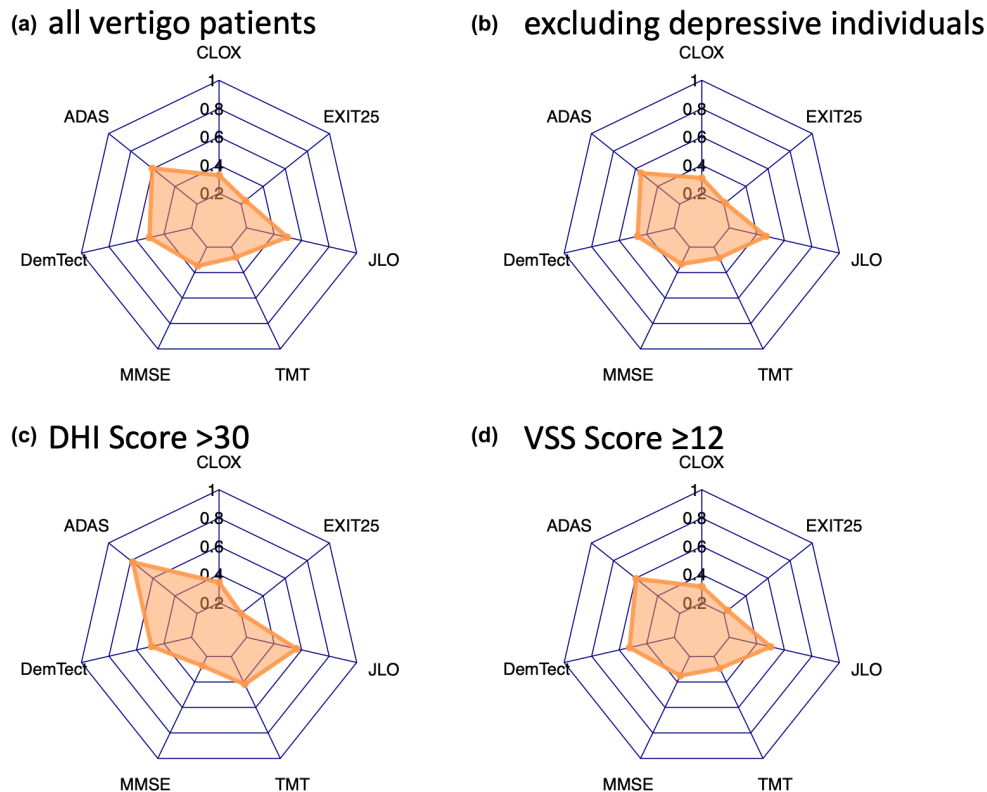 (a) all vertigo patients
CLOX
1
0.8
0.6
0.4
0.2
ADAS
EXIT25
DemTect
JLO
MMSE
TMT
(b) excluding depressive individuals
CLOX
1
0.8
0.6
0.4
0.2
ADAS
EXIT25
DemTect
JLO
MMSE
TMT
(c) DHI Score >30
CLOX
1
0.8
0.6
0.4
0.2
ADAS
EXIT25
DemTect
JLO
MMSE
TMT
(d) VSS Score ≥12
CLOX
1
0.8
0.6
0.4
0.2
ADAS
EXIT25
DemTect
JLO
MMSE
TMT